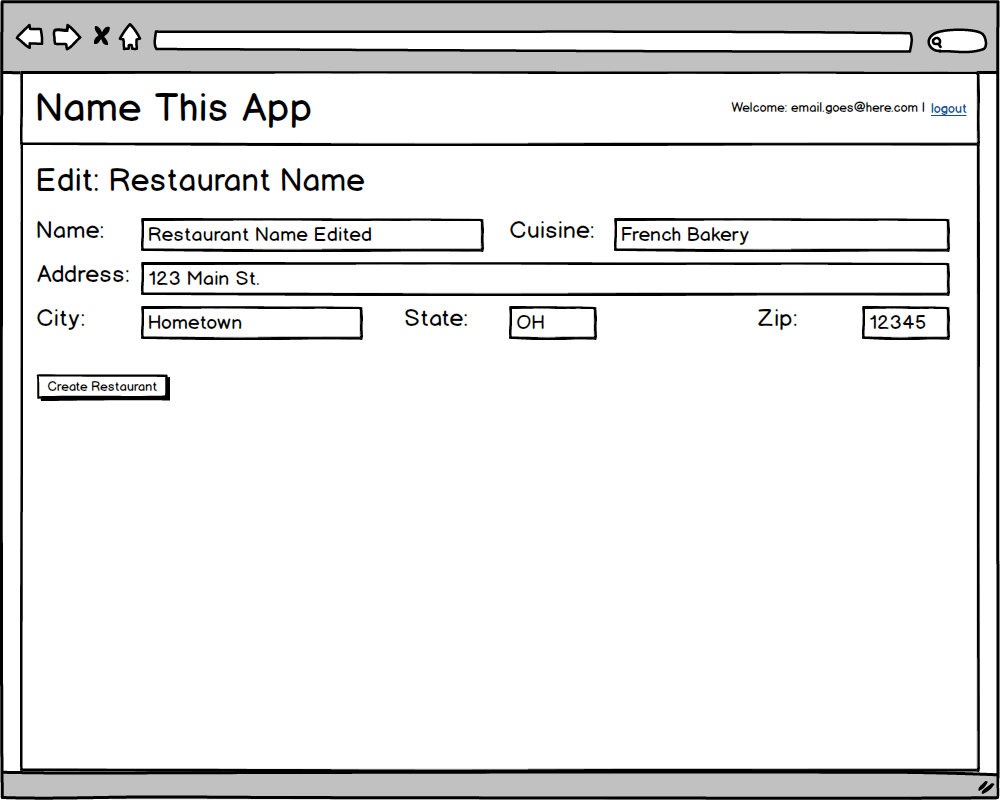 Name This App
Welcome: email.goes@here.com | logout
Edit: Restaurant Name
Name: Restaurant Name Edited Cuisine: French Bakery
Address: 123 Main St.
City: Hometown State: OH Zip: 12345
Create Restaurant